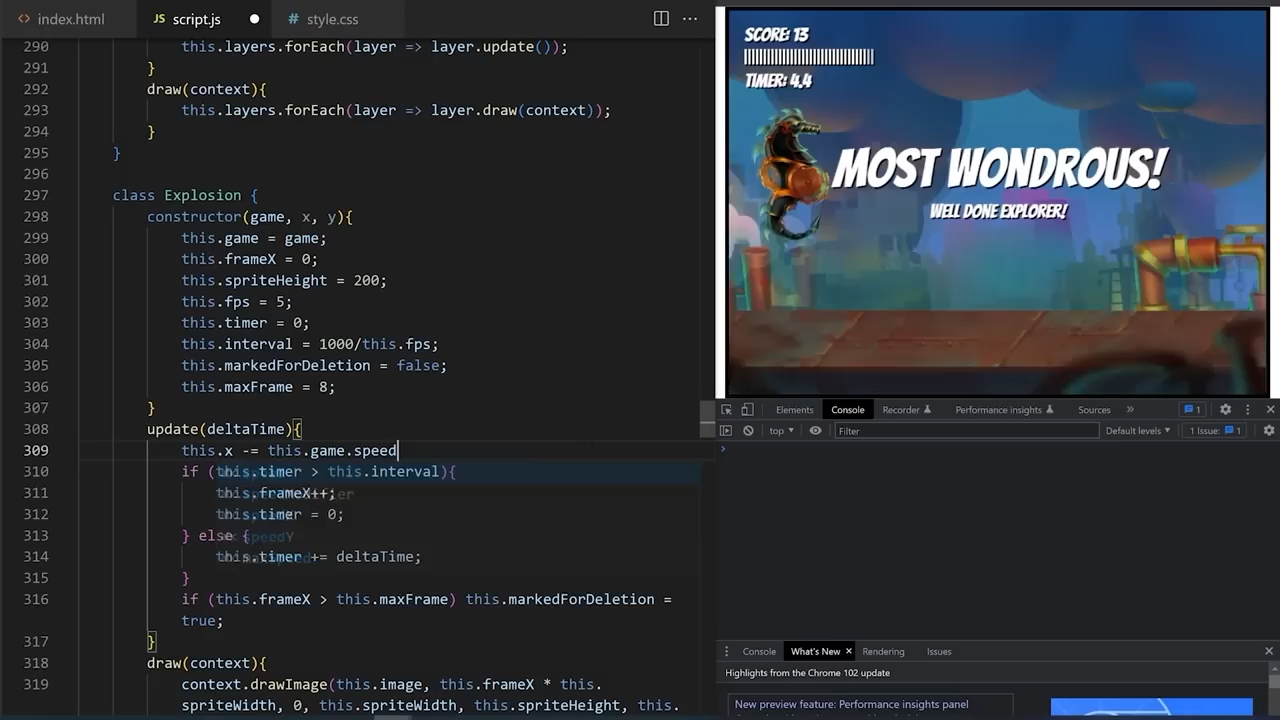 index.html
JS script.js
# style.css
290 this.layers.forEach(layer => layer.update());
291 }
292 draw(context){
293 this.layers.forEach(layer => layer.draw(context));
294 }
295 }
296
297 class Explosion {
298 constructor(game, x, y){
299 this.game = game;
300 this.frameX = 0;
301 this.spriteHeight = 200;
302 this.fps = 5;
303 this.timer = 0;
304 this.interval = 1000/this.fps;
305 this.markedForDeletion = false;
306 this.maxFrame = 8;
307 }
308 update(deltaTime){
309 this.x -= this.game.speed
310 if (this.timer > this.interval){
311 this.frameX++;
312 this.timer = 0;
313 } else {
314 this.timer += deltaTime;
315 }
316 if (this.frameX > this.maxFrame) this.markedForDeletion =
true;
317 }
318 draw(context){
319 context.drawImage(this.image, this.frameX * this.
spriteWidth, 0, this.spriteWidth, this.spriteHeight, this.
SCORE: 13
TIMER: 4.4
MOST WONDROUS!
WELL DONE EXPLORER!
Elements Console Recorder Performance insights Sources 1
top Filter Default levels 1 Issue: 1
Console What's New Rendering Issues
Highlights from the Chrome 102 update
New preview feature: Performance insights panel